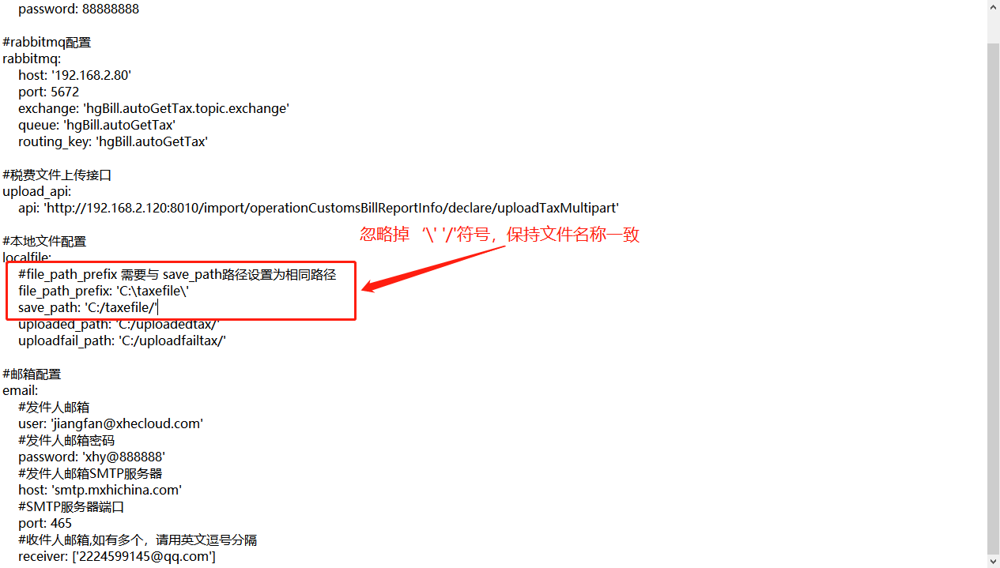 password: 88888888
#rabbitmq配置
rabbitmq:
host: '192.168.2.80'
port: 5672
exchange: 'hgBill.autoGetTax.topic.exchange'
queue: 'hgBill.autoGetTax'
routing_key: 'hgBill.autoGetTax'
#税费文件上传接口
upload_api:
api: 'http://192.168.2.120:8010/import/operationCustomsBillReportInfo/declare/uploadTaxMultipart'
忽略掉‘\' '/'符号，保持文件名称一致
#本地文件配置
localfile:
#file_path_prefix 需要与 save_path路径设置为相同路径
file_path_prefix: 'C:\taxefile\'
save_path: 'C:/taxefile/'
uploaded_path: 'C:/uploadedtax/'
uploadfail_path: 'C:/uploadfailtax/'
#邮箱配置
email:
#发件人邮箱
user: 'jiangfan@xhecloud.com'
#发件人邮箱密码
password: 'xhy@888888'
#发件人邮箱SMTP服务器
host: 'smtp.mxhichina.com'
#SMTP服务器端口
port: 465
#收件人邮箱,如有多个，请用英文逗号分隔
receiver: ['2224599145@qq.com']